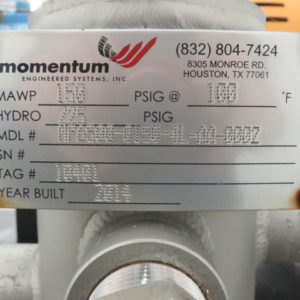 momentum
ENGINEERED SYSTEMS, INC.
(832) 804-7424
8305 MONROE RD.
HOUSTON, TX 77061
MAWP 150 PSIG @ 100 °F
HYDRO 225 PSIG
MDL #
SN #
TAG # 10401
YEAR BUILT 2014